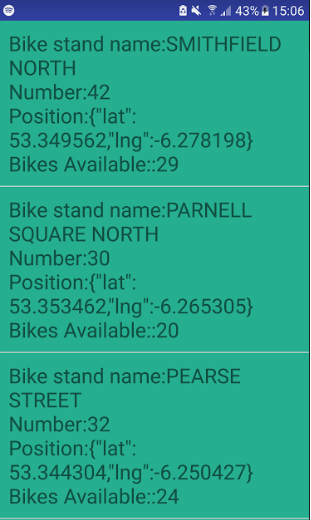 43% 15:06
Bike stand name:SMITHFIELD
NORTH
Number:42
Position:{"lat":
53.349562,"lng":-6.278198}
Bikes Available::29
Bike stand name:PARNELL
SQUARE NORTH
Number:30
Position:{"lat":
53.353462,"lng":-6.265305}
Bikes Available::20
Bike stand name:PEARSE
STREET
Number:32
Position:{"lat":
53.344304,"lng":-6.250427}
Bikes Available::24